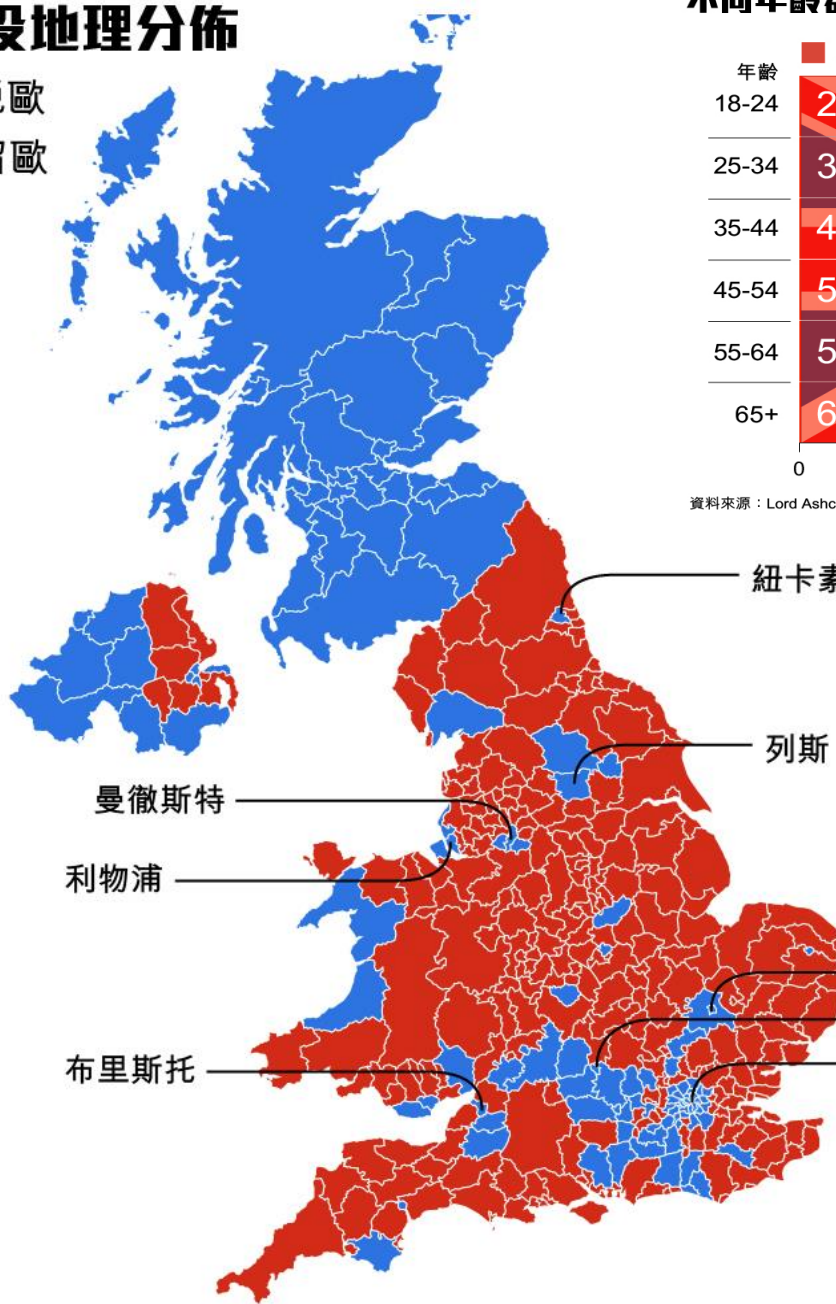 投地理分佈
脫歐
留歐
不同年齡
年齡
18-24 2
25-34 3
35-44 4
45-54 5
55-64 5
65+ 6
0
資料來源：Lord Ashc
紐卡素
列斯
曼徹斯特
利物浦
布里斯托